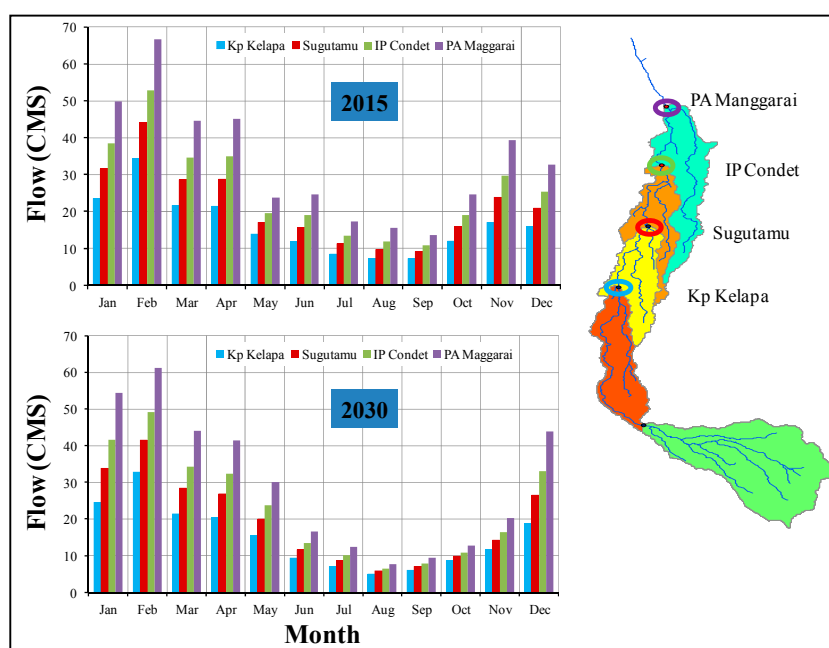 Flow (CMS)
70
60
50
40
30
20
10
0
Kp Kelapa Sugutamu IP Condet PA Maggarai
2015
Jan Feb Mar Apr May Jun Jul Aug Sep Oct Nov Dec
Flow (CMS)
70
60
50
40
30
20
10
0
Kp Kelapa Sugutamu IP Condet PA Maggarai
2030
Jan Feb Mar Apr May Jun Jul Aug Sep Oct Nov Dec
Month
PA Manggarai
IP Condet
Sugutamu
Kp Kelapa